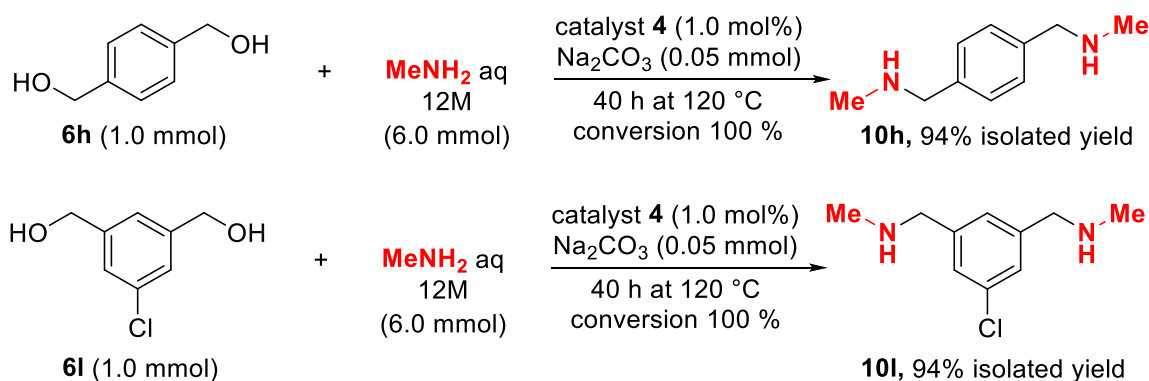 OH
HO
6h (1.0 mmol)
+
MeNH₂ aq
12M
(6.0 mmol)
catalyst 4 (1.0 mol%)
Na₂CO₃ (0.05 mmol)
40 h at 120 °C
conversion 100 %
Me
N
H
H
N
Me
10h, 94% isolated yield
HO
OH
Cl
6l (1.0 mmol)
+
MeNH₂ aq
12M
(6.0 mmol)
catalyst 4 (1.0 mol%)
Na₂CO₃ (0.05 mmol)
40 h at 120 °C
conversion 100 %
Me
N
H
Me
N
H
Cl
10l, 94% isolated yield